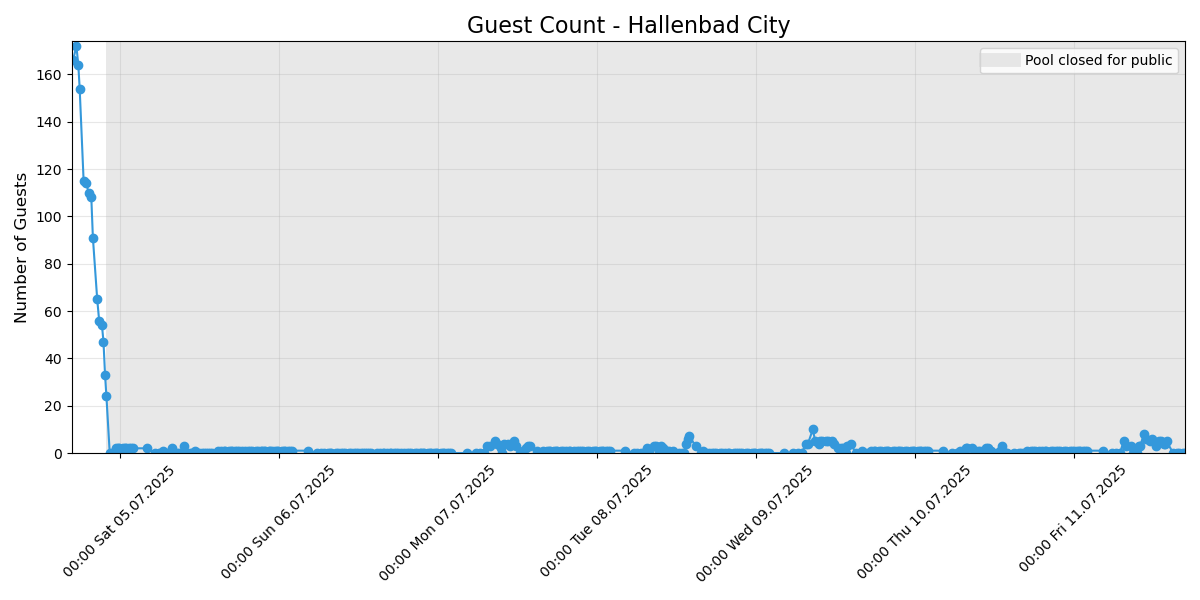 Guest Count - Hallenbad City
Pool closed for public
Number of Guests
160
140
120
100
80
60
40
20
0
00:00 Sat 05.07.2025
00:00 Sun 06.07.2025
00:00 Mon 07.07.2025
00:00 Tue 08.07.2025
00:00 Wed 09.07.2025
00:00 Thu 10.07.2025
00:00 Fri 11.07.2025